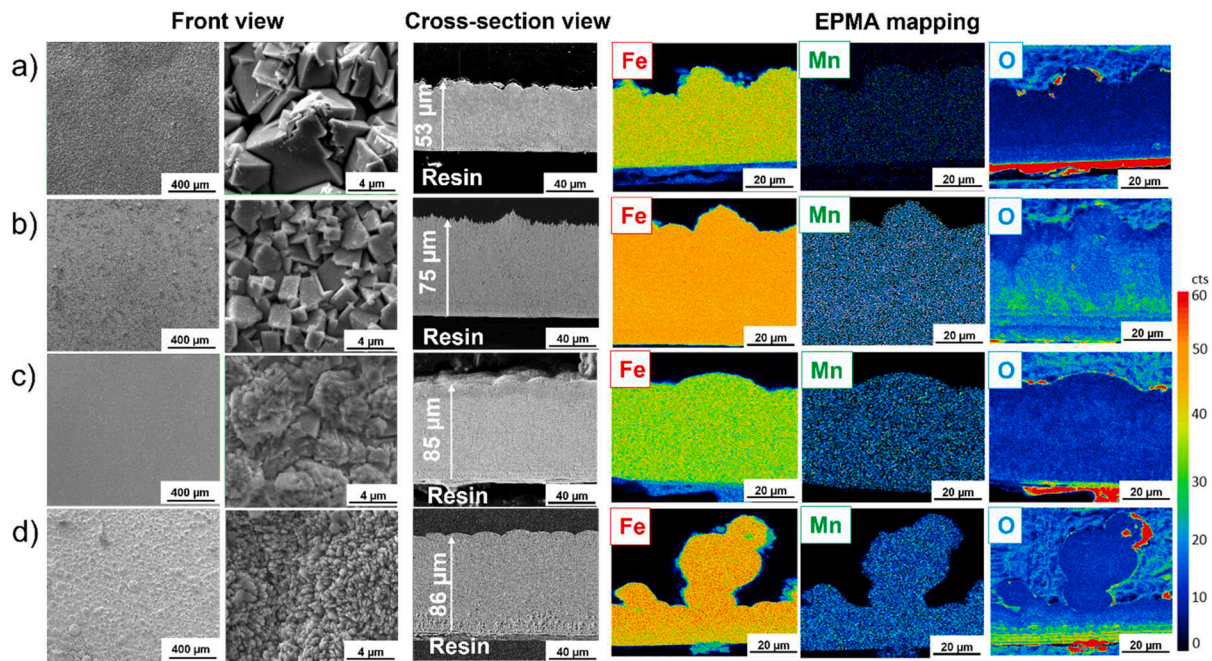 Front view Cross-section view EPMA mapping
a) 53 µm Fe Mn O
Resin
400 µm 4 µm 40 µm 20 µm 20 µm 20 µm
b) 75 µm Fe Mn O
Resin
400 µm 4 µm 40 µm 20 µm 20 µm 20 µm
c) 85 µm Fe Mn O
Resin
400 µm 4 µm 40 µm 20 µm 20 µm 20 µm
d) 86 µm Fe Mn O
Resin
400 µm 4 µm 40 µm 20 µm 20 µm 20 µm
cts
60
50
40
30
20
10
0